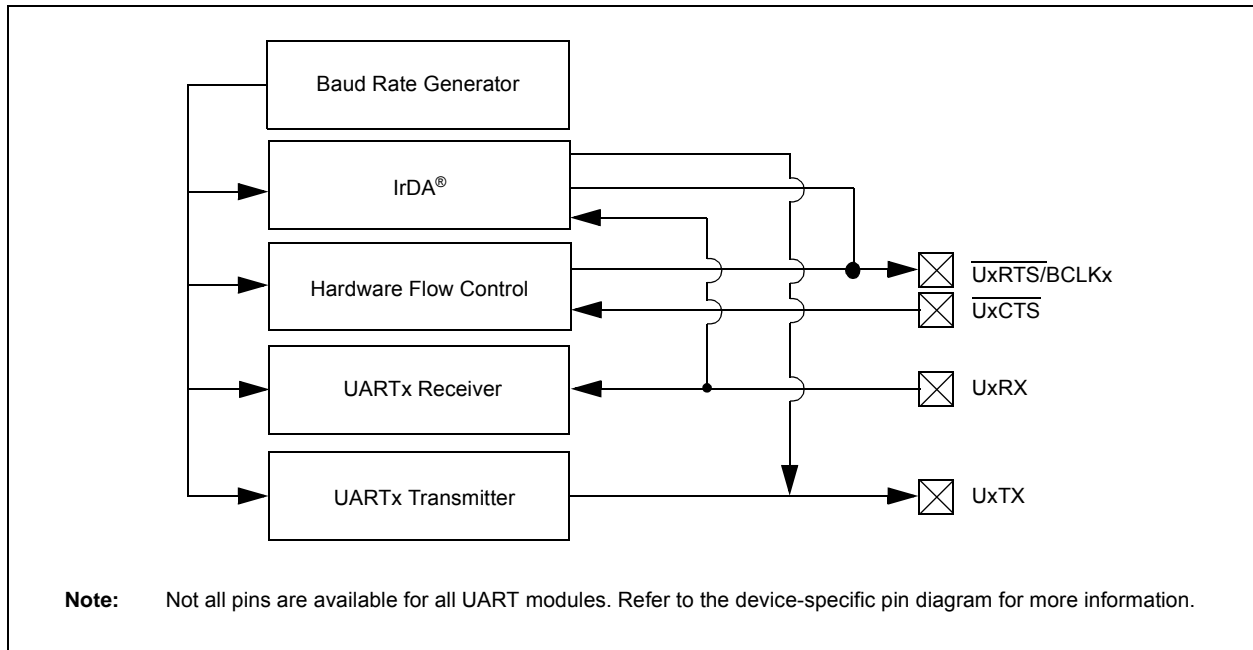 Baud Rate Generator
IrDA®
Hardware Flow Control
UxRTS/BCLKx
UxCTS
UARTx Receiver
UxRX
UARTx Transmitter
UxTX
Note: Not all pins are available for all UART modules. Refer to the device-specific pin diagram for more information.